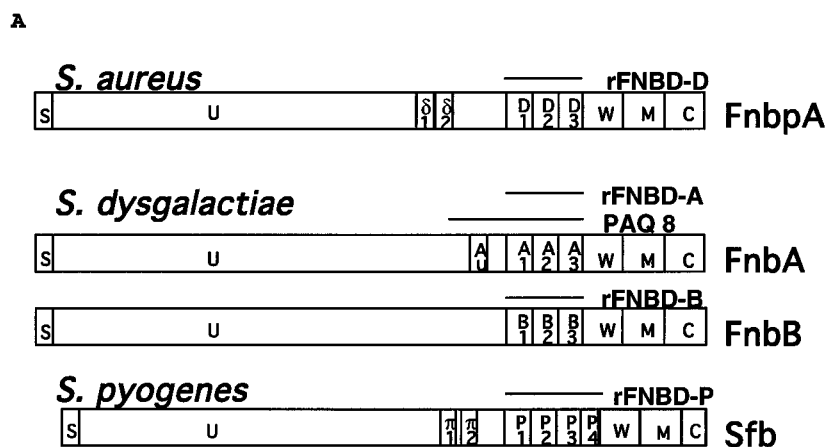 A
S. aureus
rFNBD-D
S U δ1 δ2 D1 D2 D3 W M C FnbpA
S. dysgalactiae
rFNBD-A
PAQ 8
S U AU A1 A2 A3 W M C FnbA
rFNBD-B
S U B1 B2 B3 W M C FnbB
S. pyogenes
rFNBD-P
S U π1 π2 P1 P2 P3 P4 W M C Sfb